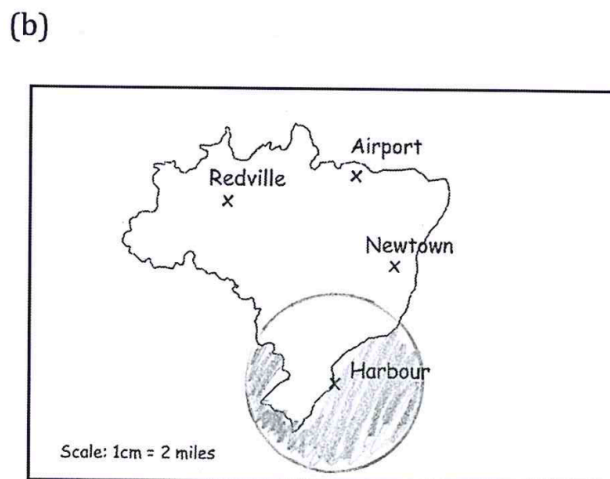 (b)
Airport
x
Redville
x
Newtown
x
Harbour
x
Scale: 1cm = 2 miles